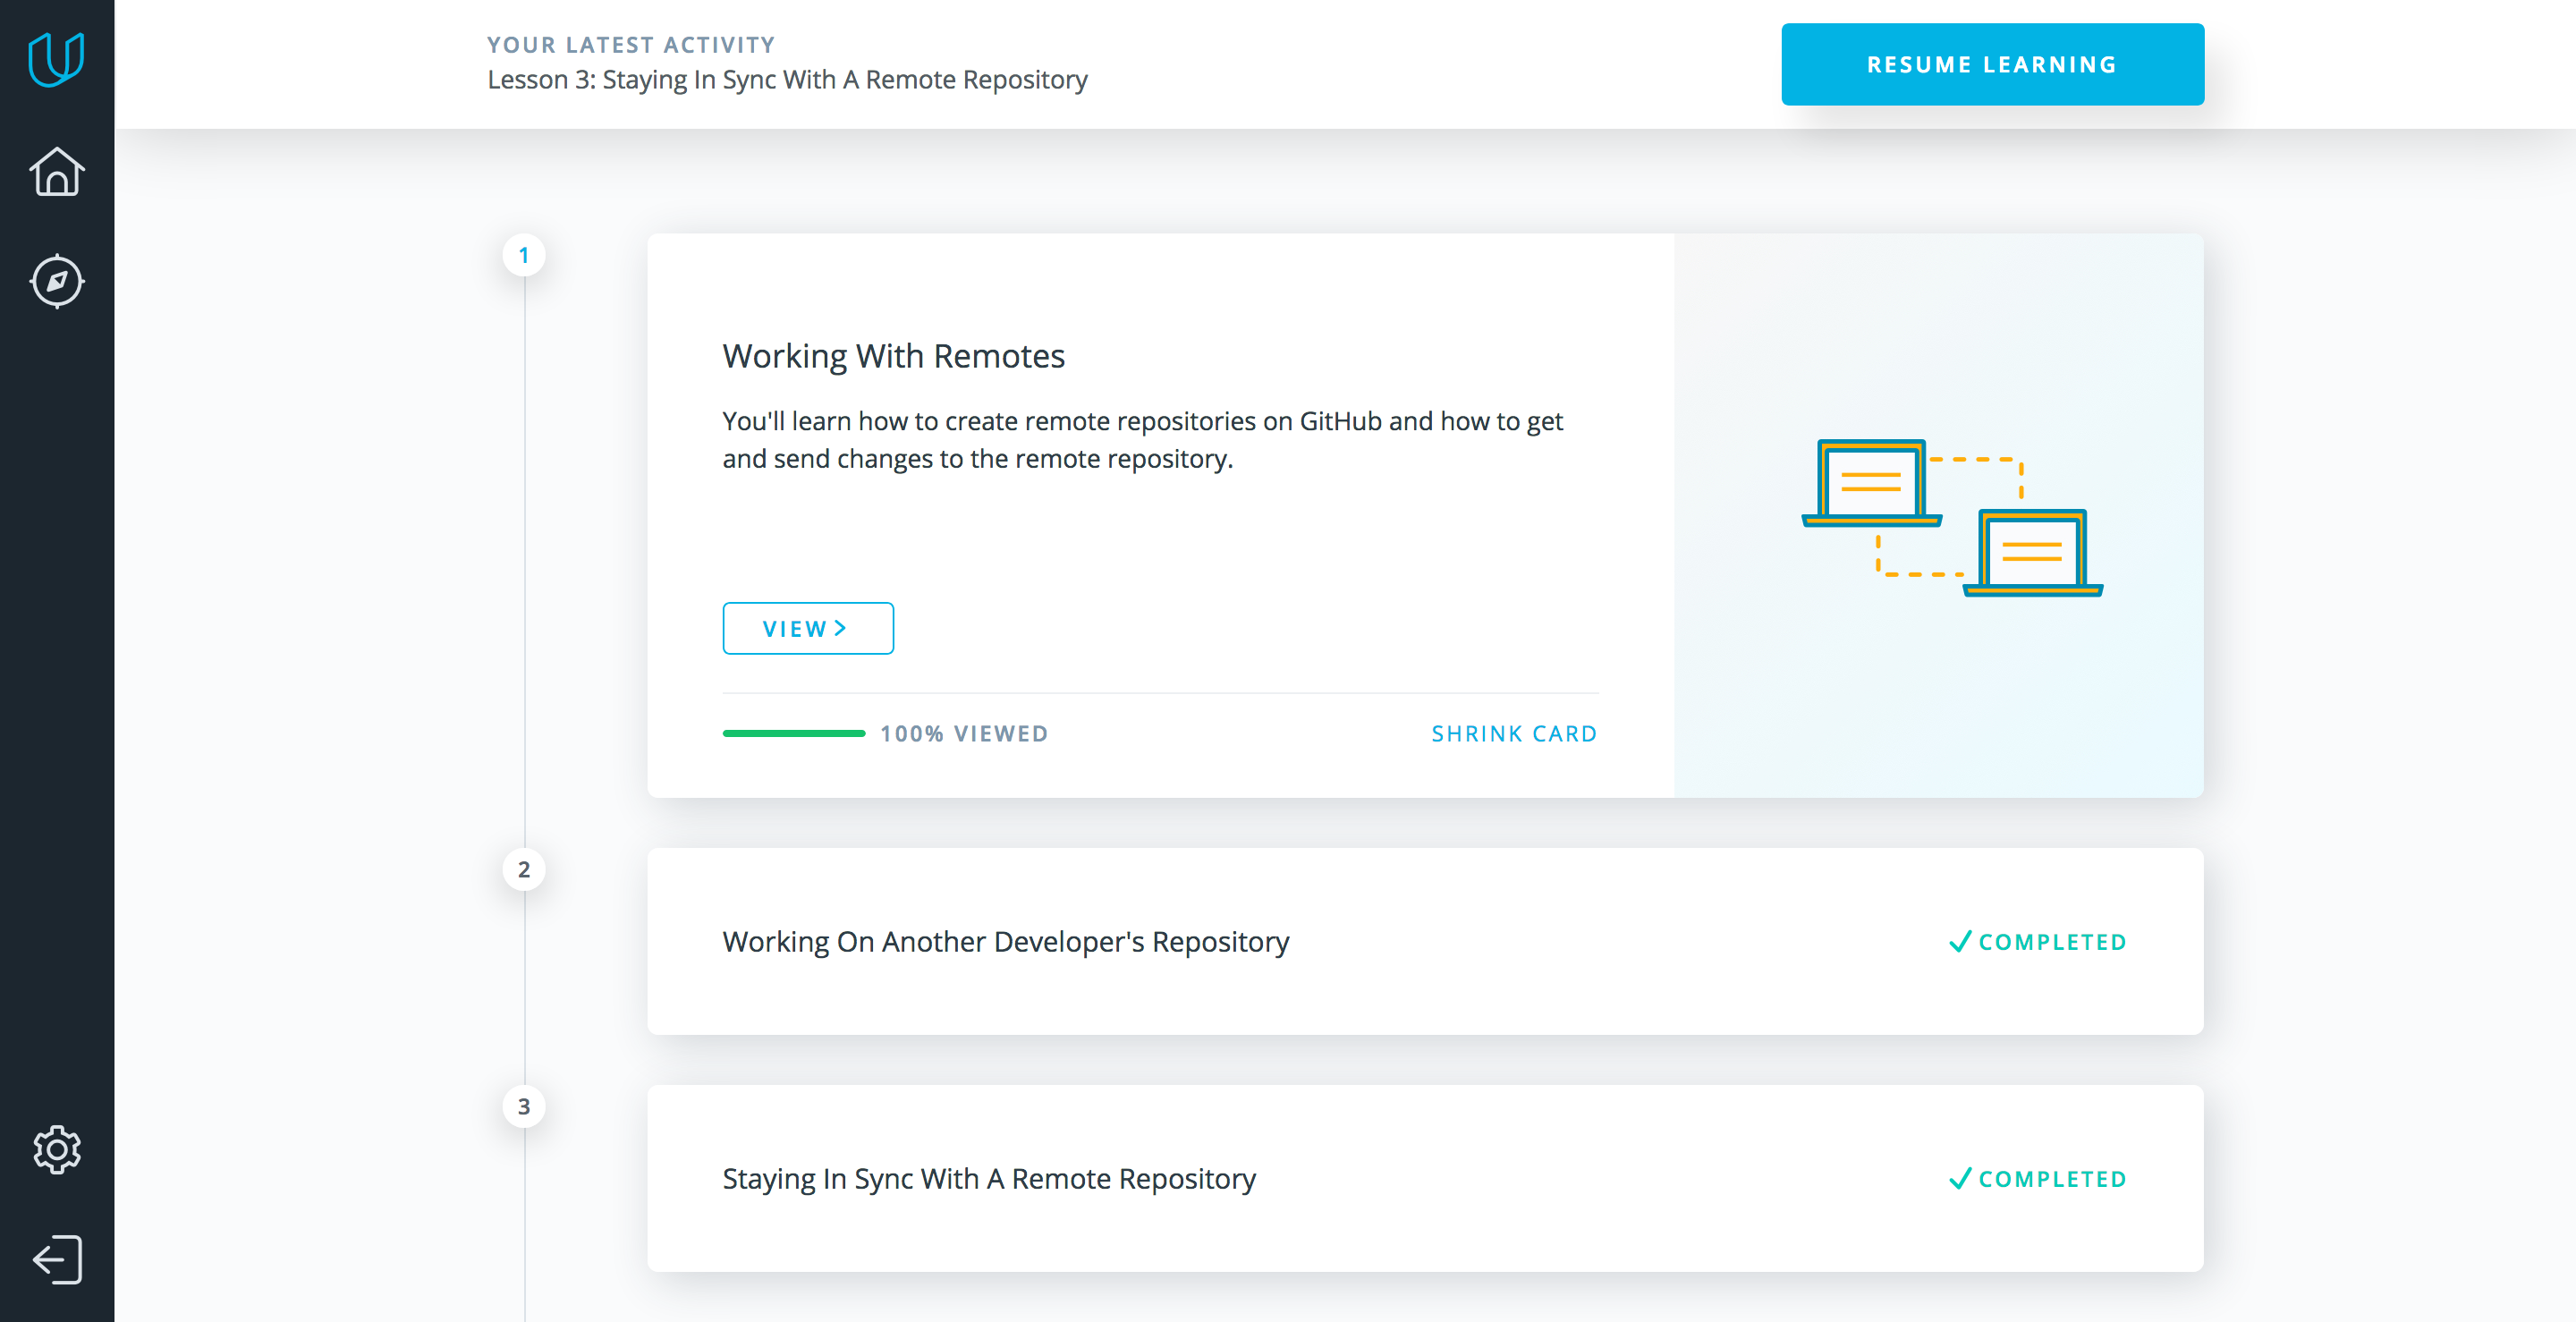 YOUR LATEST ACTIVITY
Lesson 3: Staying In Sync With A Remote Repository
RESUME LEARNING
1
Working With Remotes
You'll learn how to create remote repositories on GitHub and how to get
and send changes to the remote repository.
VIEW
100% VIEWED
SHRINK CARD
2
Working On Another Developer's Repository
COMPLETED
3
Staying In Sync With A Remote Repository
COMPLETED